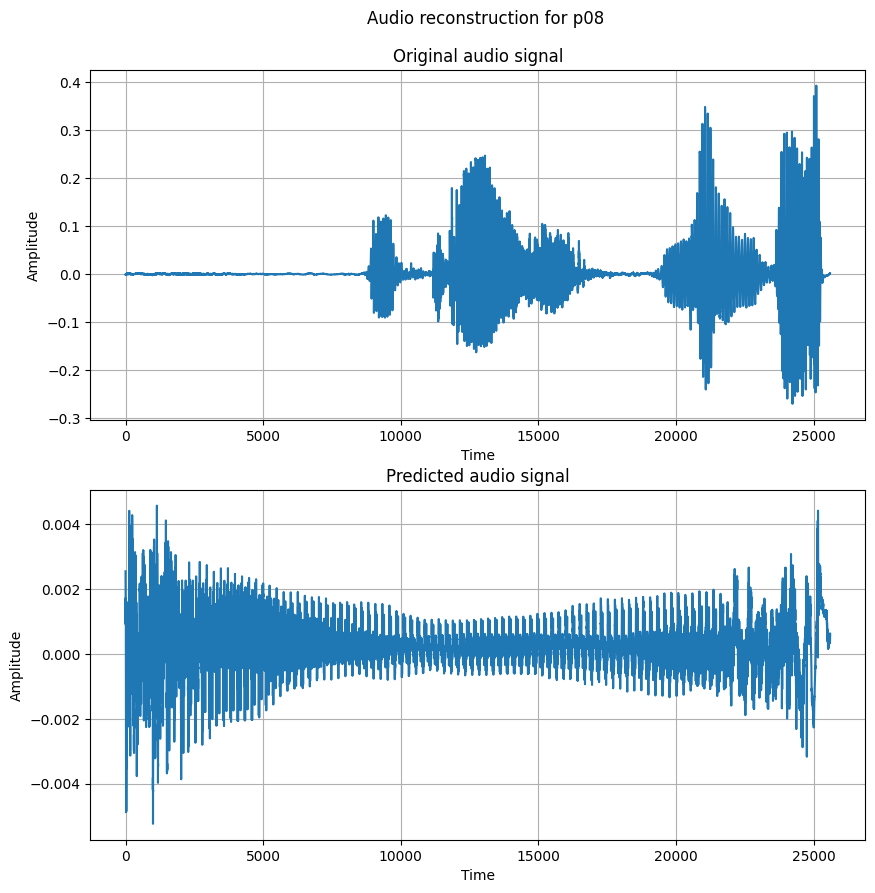 Audio reconstruction for p08
Original audio signal
0.4
0.3
0.2
0.1
0.0
−0.1
−0.2
−0.3
Amplitude
0 5000 10000 15000 20000 25000
Time
Predicted audio signal
0.004
0.002
0.000
−0.002
−0.004
Amplitude
0 5000 10000 15000 20000 25000
Time